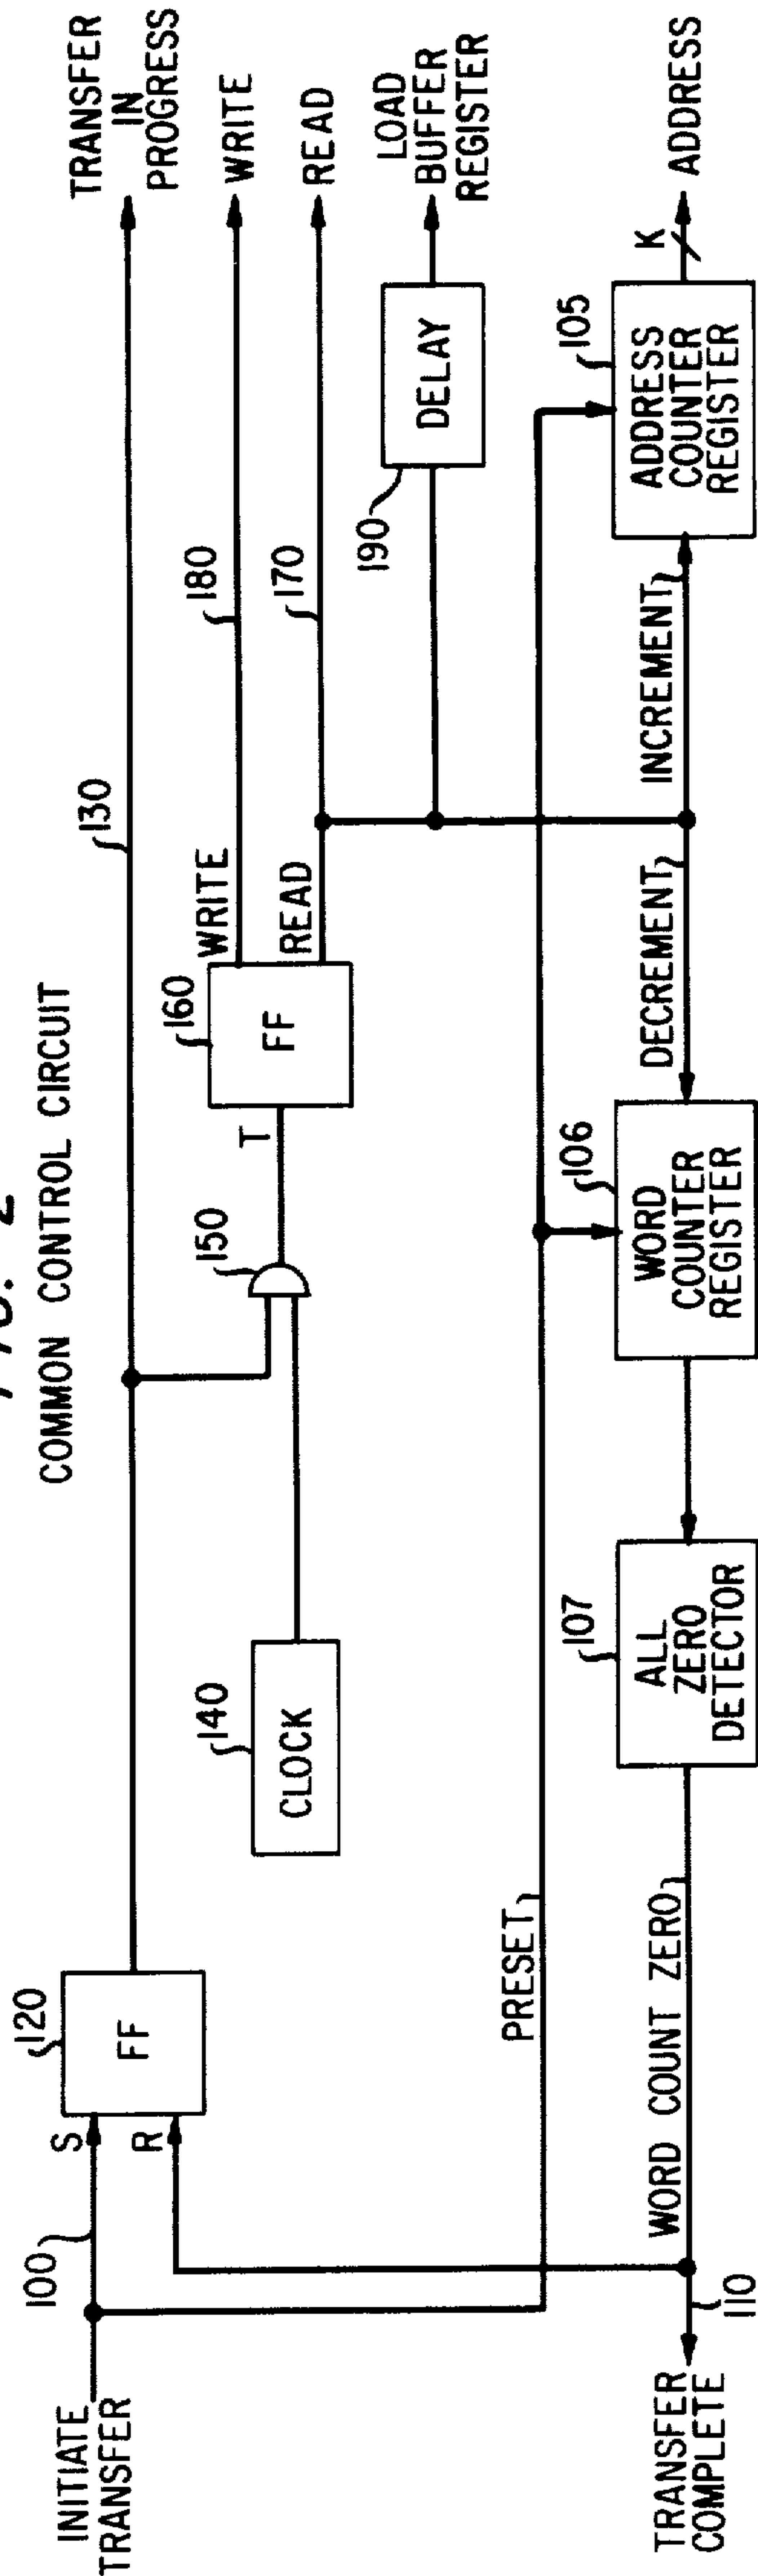 FIG. 2
COMMON CONTROL CIRCUIT
INITIATE
TRANSFER
100
S
R
120
FF
130
TRANSFER
IN
PROGRESS
140
CLOCK
150
T
160
FF
WRITE
READ
180
WRITE
170
READ
190
DELAY
LOAD
BUFFER
REGISTER
PRESET
TRANSFER
COMPLETE
110
WORD COUNT ZERO
107
ALL
ZERO
DETECTOR
106
WORD
COUNTER
REGISTER
DECREMENT
INCREMENT
105
ADDRESS
COUNTER
REGISTER
K
ADDRESS